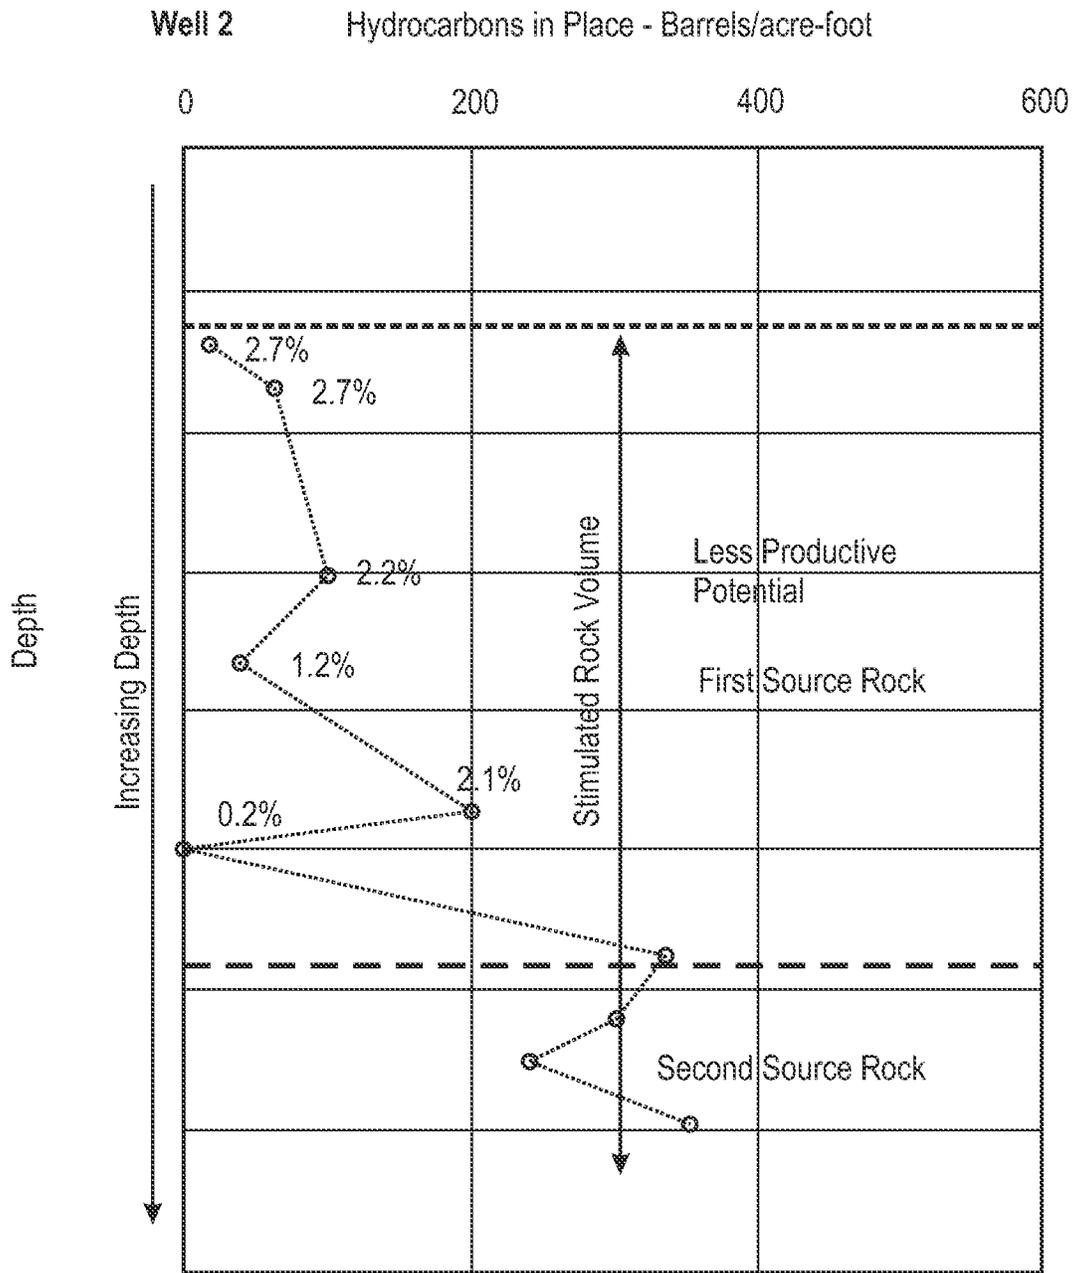 Well 2
Hydrocarbons in Place - Barrels/acre-foot
0
200
400
600
2.7%
2.7%
2.2%
1.2%
2.1%
0.2%
Less Productive
Potential
First Source Rock
Second Source Rock
Stimulated Rock Volume
Increasing Depth
Depth